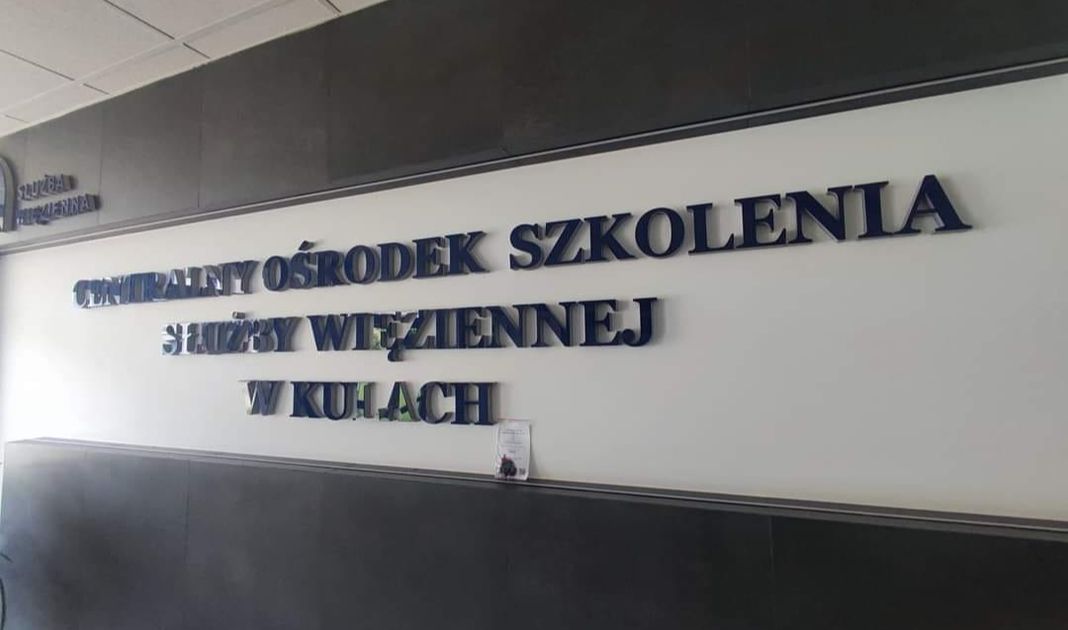 SŁUŻBA
WIĘZIENNA
CENTRALNY OŚRODEK SZKOLENIA
SŁUŻBY WIĘZIENNEJ
W KULACH